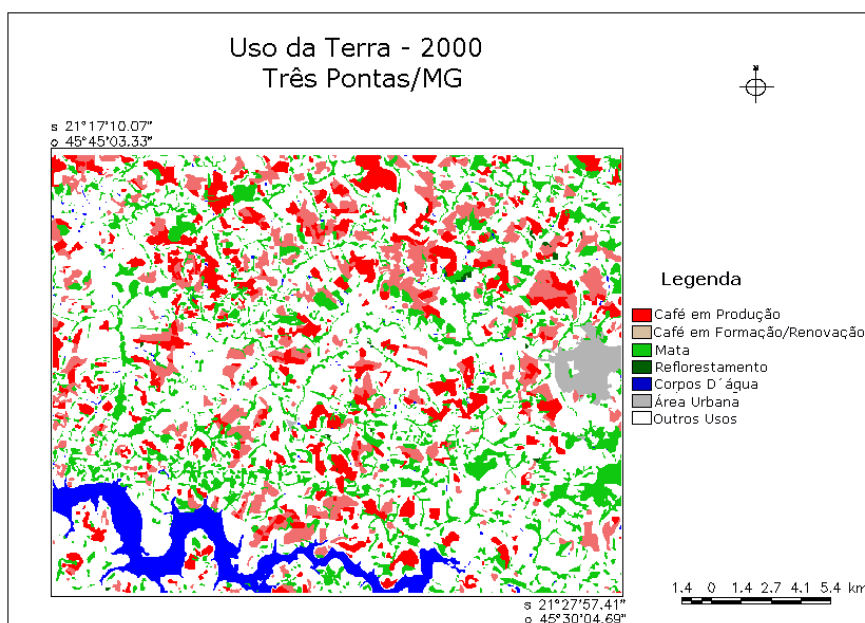 Uso da Terra - 2000
Três Pontas/MG
N
s 21°17'10.07"
o 45°45'03.33"
Legenda
Café em Produção
Café em Formação/Renovação
Mata
Reflorestamento
Corpos D´água
Área Urbana
Outros Usos
1.4 0 1.4 2.7 4.1 5.4 km
s 21°27'57.41"
o 45°30'04.69"